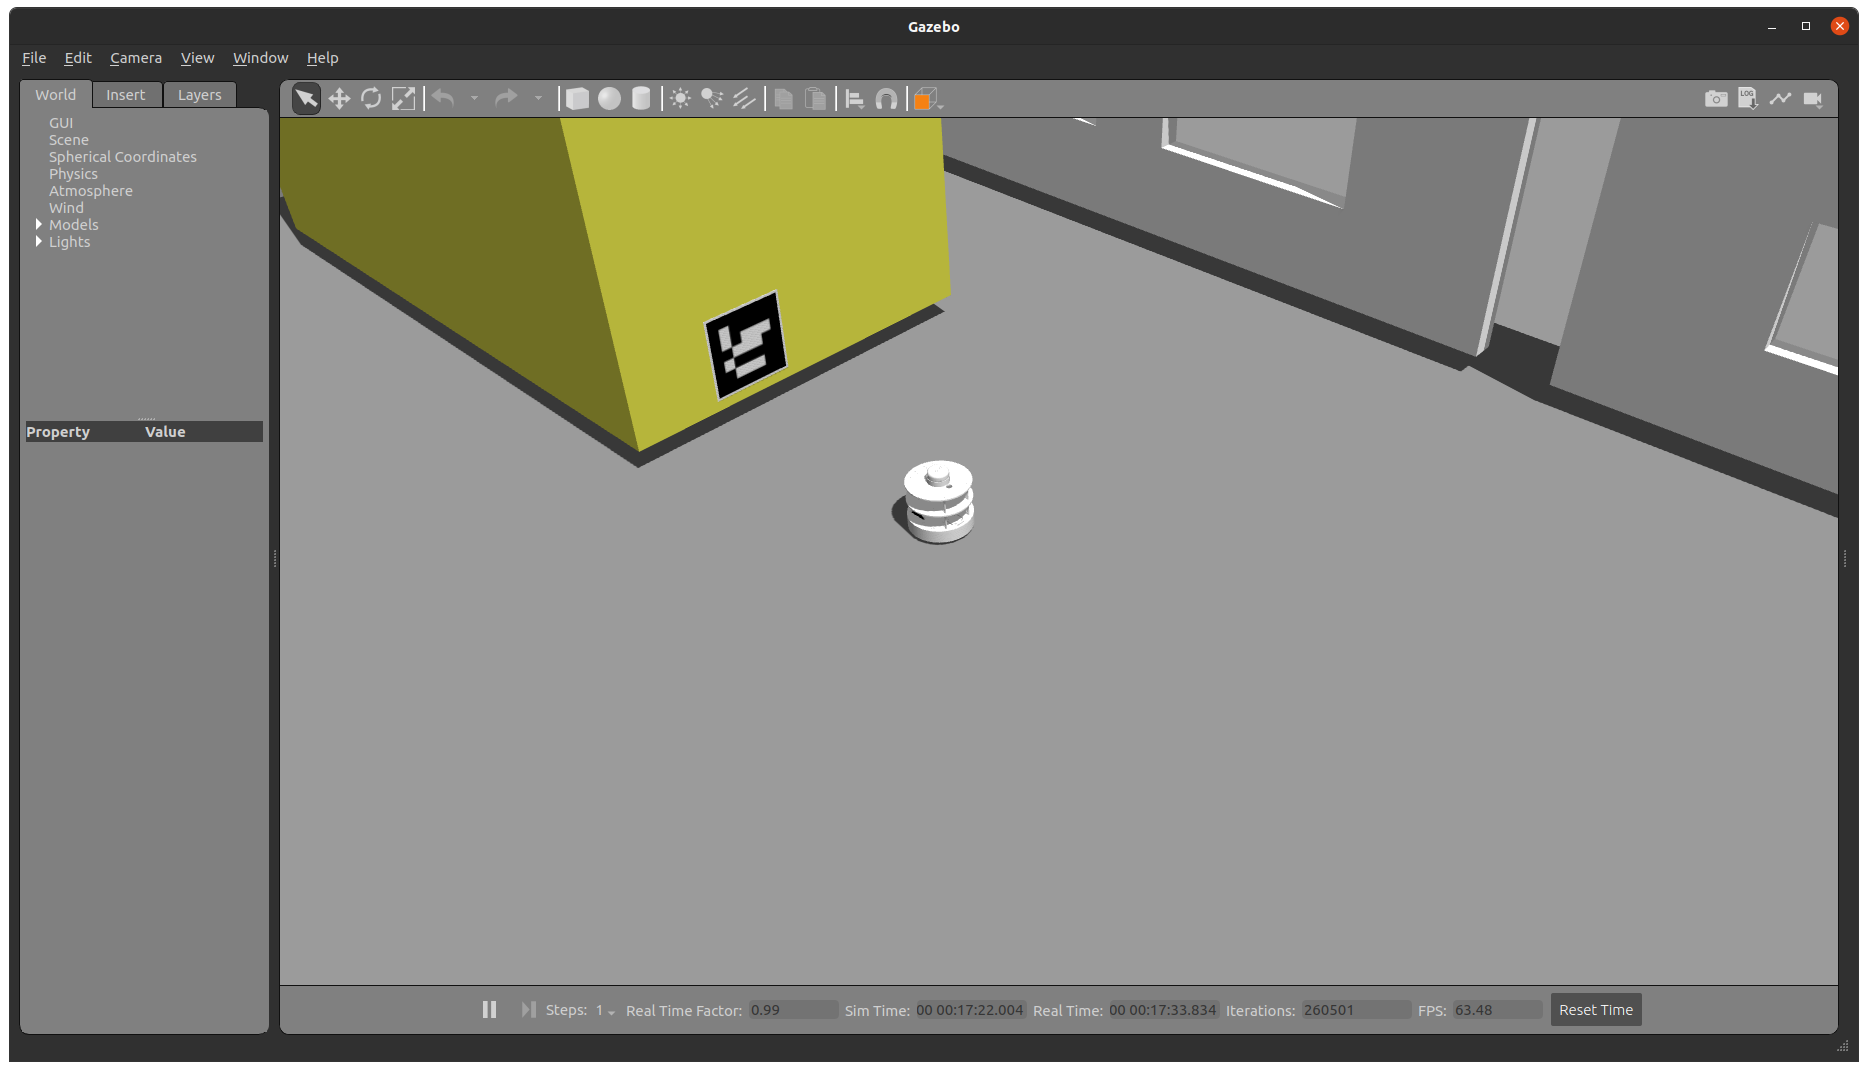 Gazebo
File Edit Camera View Window Help
World Insert Layers
LOG
GUI
Scene
Spherical Coordinates
Physics
Atmosphere
Wind
Models
Lights
Property Value
Steps: 1 Real Time Factor: 0.99 Sim Time: 00 00:17:22.004 Real Time: 00 00:17:33.834 Iterations: 260501 FPS: 63.48 Reset Time